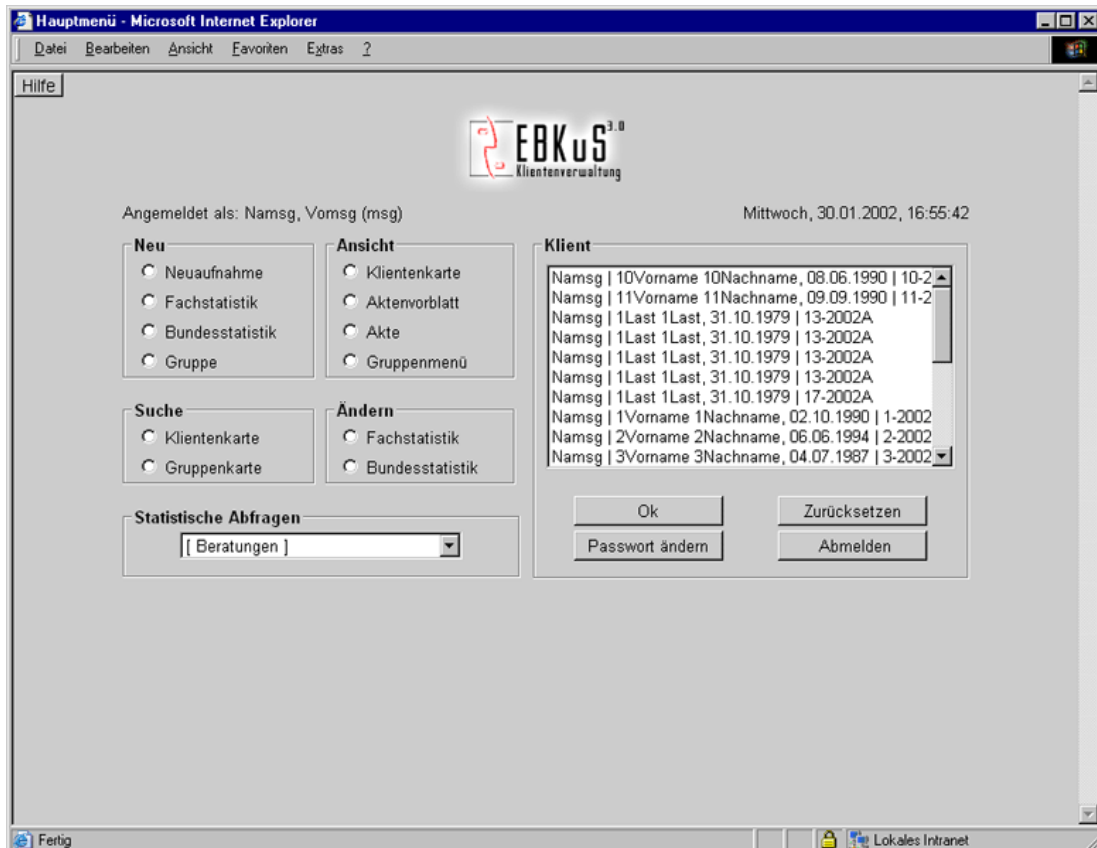 Hauptmenü - Microsoft Internet Explorer
Datei Bearbeiten Ansicht Favoriten Extras ?
Hilfe
EBKuS 3.0
Klientenverwaltung
Angemeldet als: Namsg, Vomsg (msg)
Mittwoch, 30.01.2002, 16:55:42
Neu
Neuaufnahme
Fachstatistik
Bundesstatistik
Gruppe
Ansicht
Klientenkarte
Aktenvorblatt
Akte
Gruppenmenü
Suche
Klientenkarte
Gruppenkarte
Ändern
Fachstatistik
Bundesstatistik
Statistische Abfragen
[ Beratungen ]
Klient
Namsg | 10Vorname 10Nachname, 08.06.1990 | 10-2
Namsg | 11Vorname 11Nachname, 09.09.1990 | 11-2
Namsg | 1Last 1Last, 31.10.1979 | 13-2002A
Namsg | 1Last 1Last, 31.10.1979 | 13-2002A
Namsg | 1Last 1Last, 31.10.1979 | 13-2002A
Namsg | 1Last 1Last, 31.10.1979 | 13-2002A
Namsg | 1Last 1Last, 31.10.1979 | 17-2002A
Namsg | 1Vorname 1Nachname, 02.10.1990 | 1-2002
Namsg | 2Vorname 2Nachname, 06.06.1994 | 2-2002
Namsg | 3Vorname 3Nachname, 04.07.1987 | 3-2002
Ok
Zurücksetzen
Passwort ändern
Abmelden
Fertig
Lokales Intranet